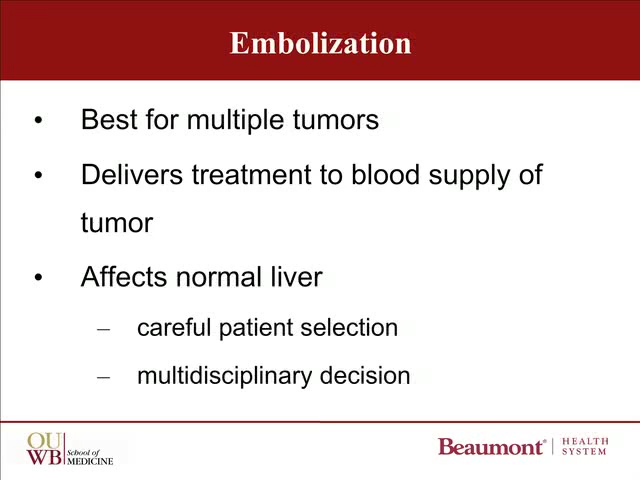 Embolization
• Best for multiple tumors
• Delivers treatment to blood supply of
tumor
• Affects normal liver
– careful patient selection
– multidisciplinary decision
OU
WB School of
MEDICINE
Beaumont® HEALTH
SYSTEM